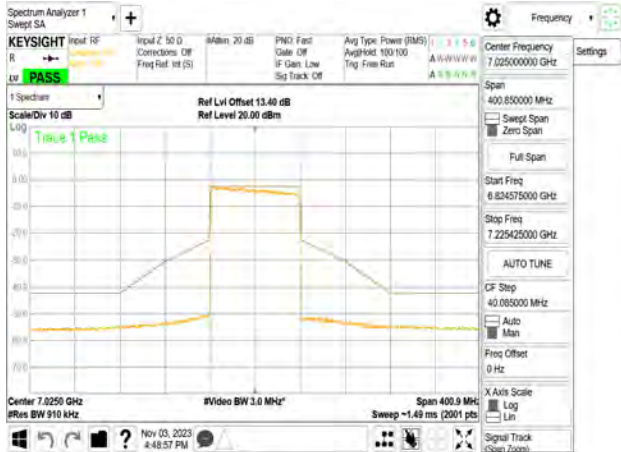 Spectrum Analyzer 1
Swept SA
+
Frequency
KEYSIGHT Input: RF
R
LV PASS
Input Z: 50 Ω
Corrections: Off
Freq Ref: Int (S)
#Atten: 20 dB
PNO: Fast
Gate: Off
IF Gain: Low
Sig Track: Off
Avg Type: Power (RMS)
Avg|Hold: 100/100
Trig: Free Run
1 Spectrum
Scale/Div 10 dB
Ref Lvl Offset 13.40 dB
Ref Level 20.00 dBm
Log
Trace 1 Pass
Center 7.0250 GHz
#Video BW 3.0 MHz*
Span 400.9 MHz
#Res BW 910 kHz
Sweep ~1.49 ms (2001 pts
Settings
Center Frequency
7.025000000 GHz
Span
400.850000 MHz
Swept Span
Zero Span
Full Span
Start Freq
6.824575000 GHz
Stop Freq
7.225425000 GHz
AUTO TUNE
CF Step
40.085000 MHz
Auto
Man
Freq Offset
0 Hz
X Axis Scale
Log
Lin
Signal Track
(Span Zoom)
?
Nov 03, 2023
4:48:57 PM